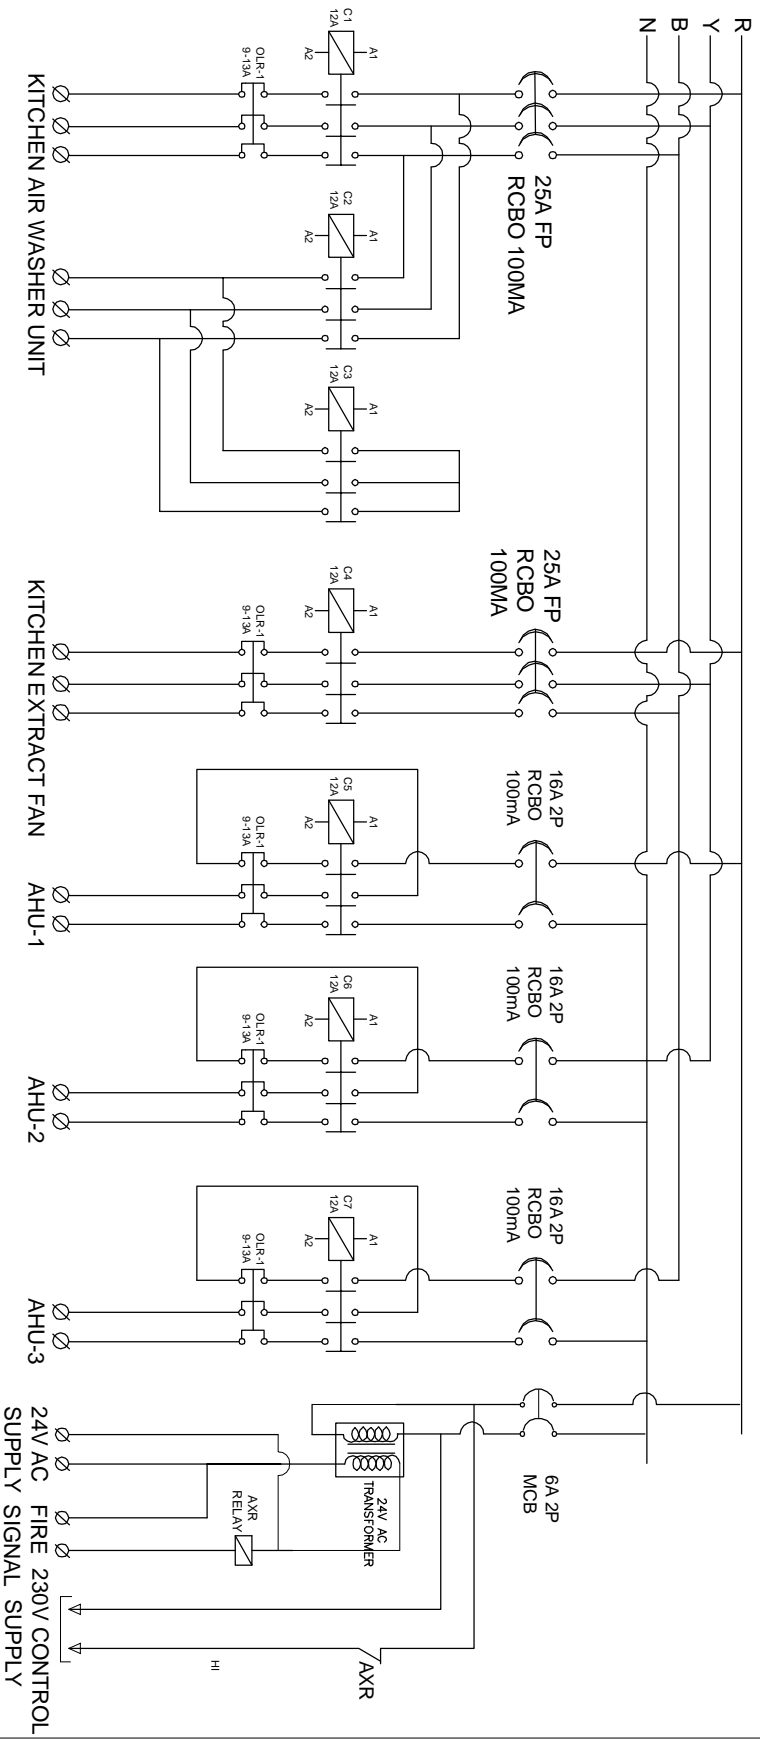 R
Y
B
N
25A FP
RCBO 100MA
C1
12A
A1
A2
OLR-1
9-13A
C2
12A
A1
A2
C3
12A
A1
A2
KITCHEN AIR WASHER UNIT
25A FP
RCBO
100MA
C4
12A
A1
A2
OLR-1
9-13A
KITCHEN EXTRACT FAN
16A 2P
RCBO
100mA
C5
12A
A1
A2
OLR-1
9-13A
AHU-1
16A 2P
RCBO
100mA
C6
12A
A1
A2
OLR-1
9-13A
AHU-2
16A 2P
RCBO
100mA
C7
12A
A1
A2
OLR-1
9-13A
AHU-3
6A 2P
MCB
24V AC
TRANSFORMER
AXR
RELAY
AXR
HI
24V AC
SUPPLY
FIRE
SIGNAL
230V CONTROL
SUPPLY